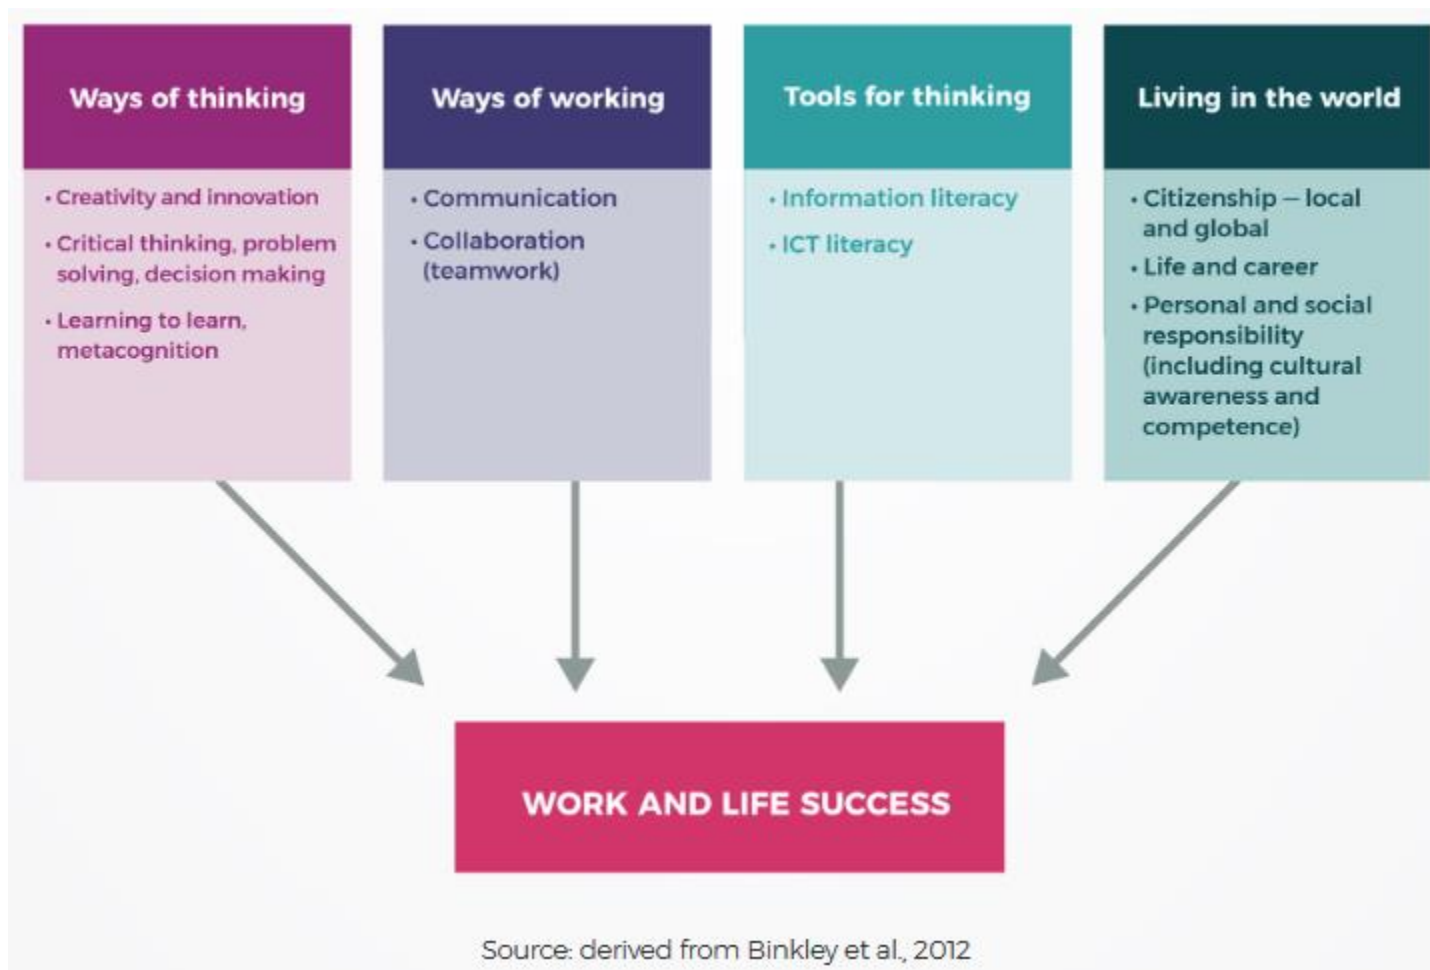 Ways of thinking
• Creativity and innovation
• Critical thinking, problem
solving, decision making
• Learning to learn,
metacognition
Ways of working
• Communication
• Collaboration
(teamwork)
Tools for thinking
• Information literacy
• ICT literacy
Living in the world
• Citizenship – local
and global
• Life and career
• Personal and social
responsibility
(including cultural
awareness and
competence)
WORK AND LIFE SUCCESS
Source: derived from Binkley et al., 2012